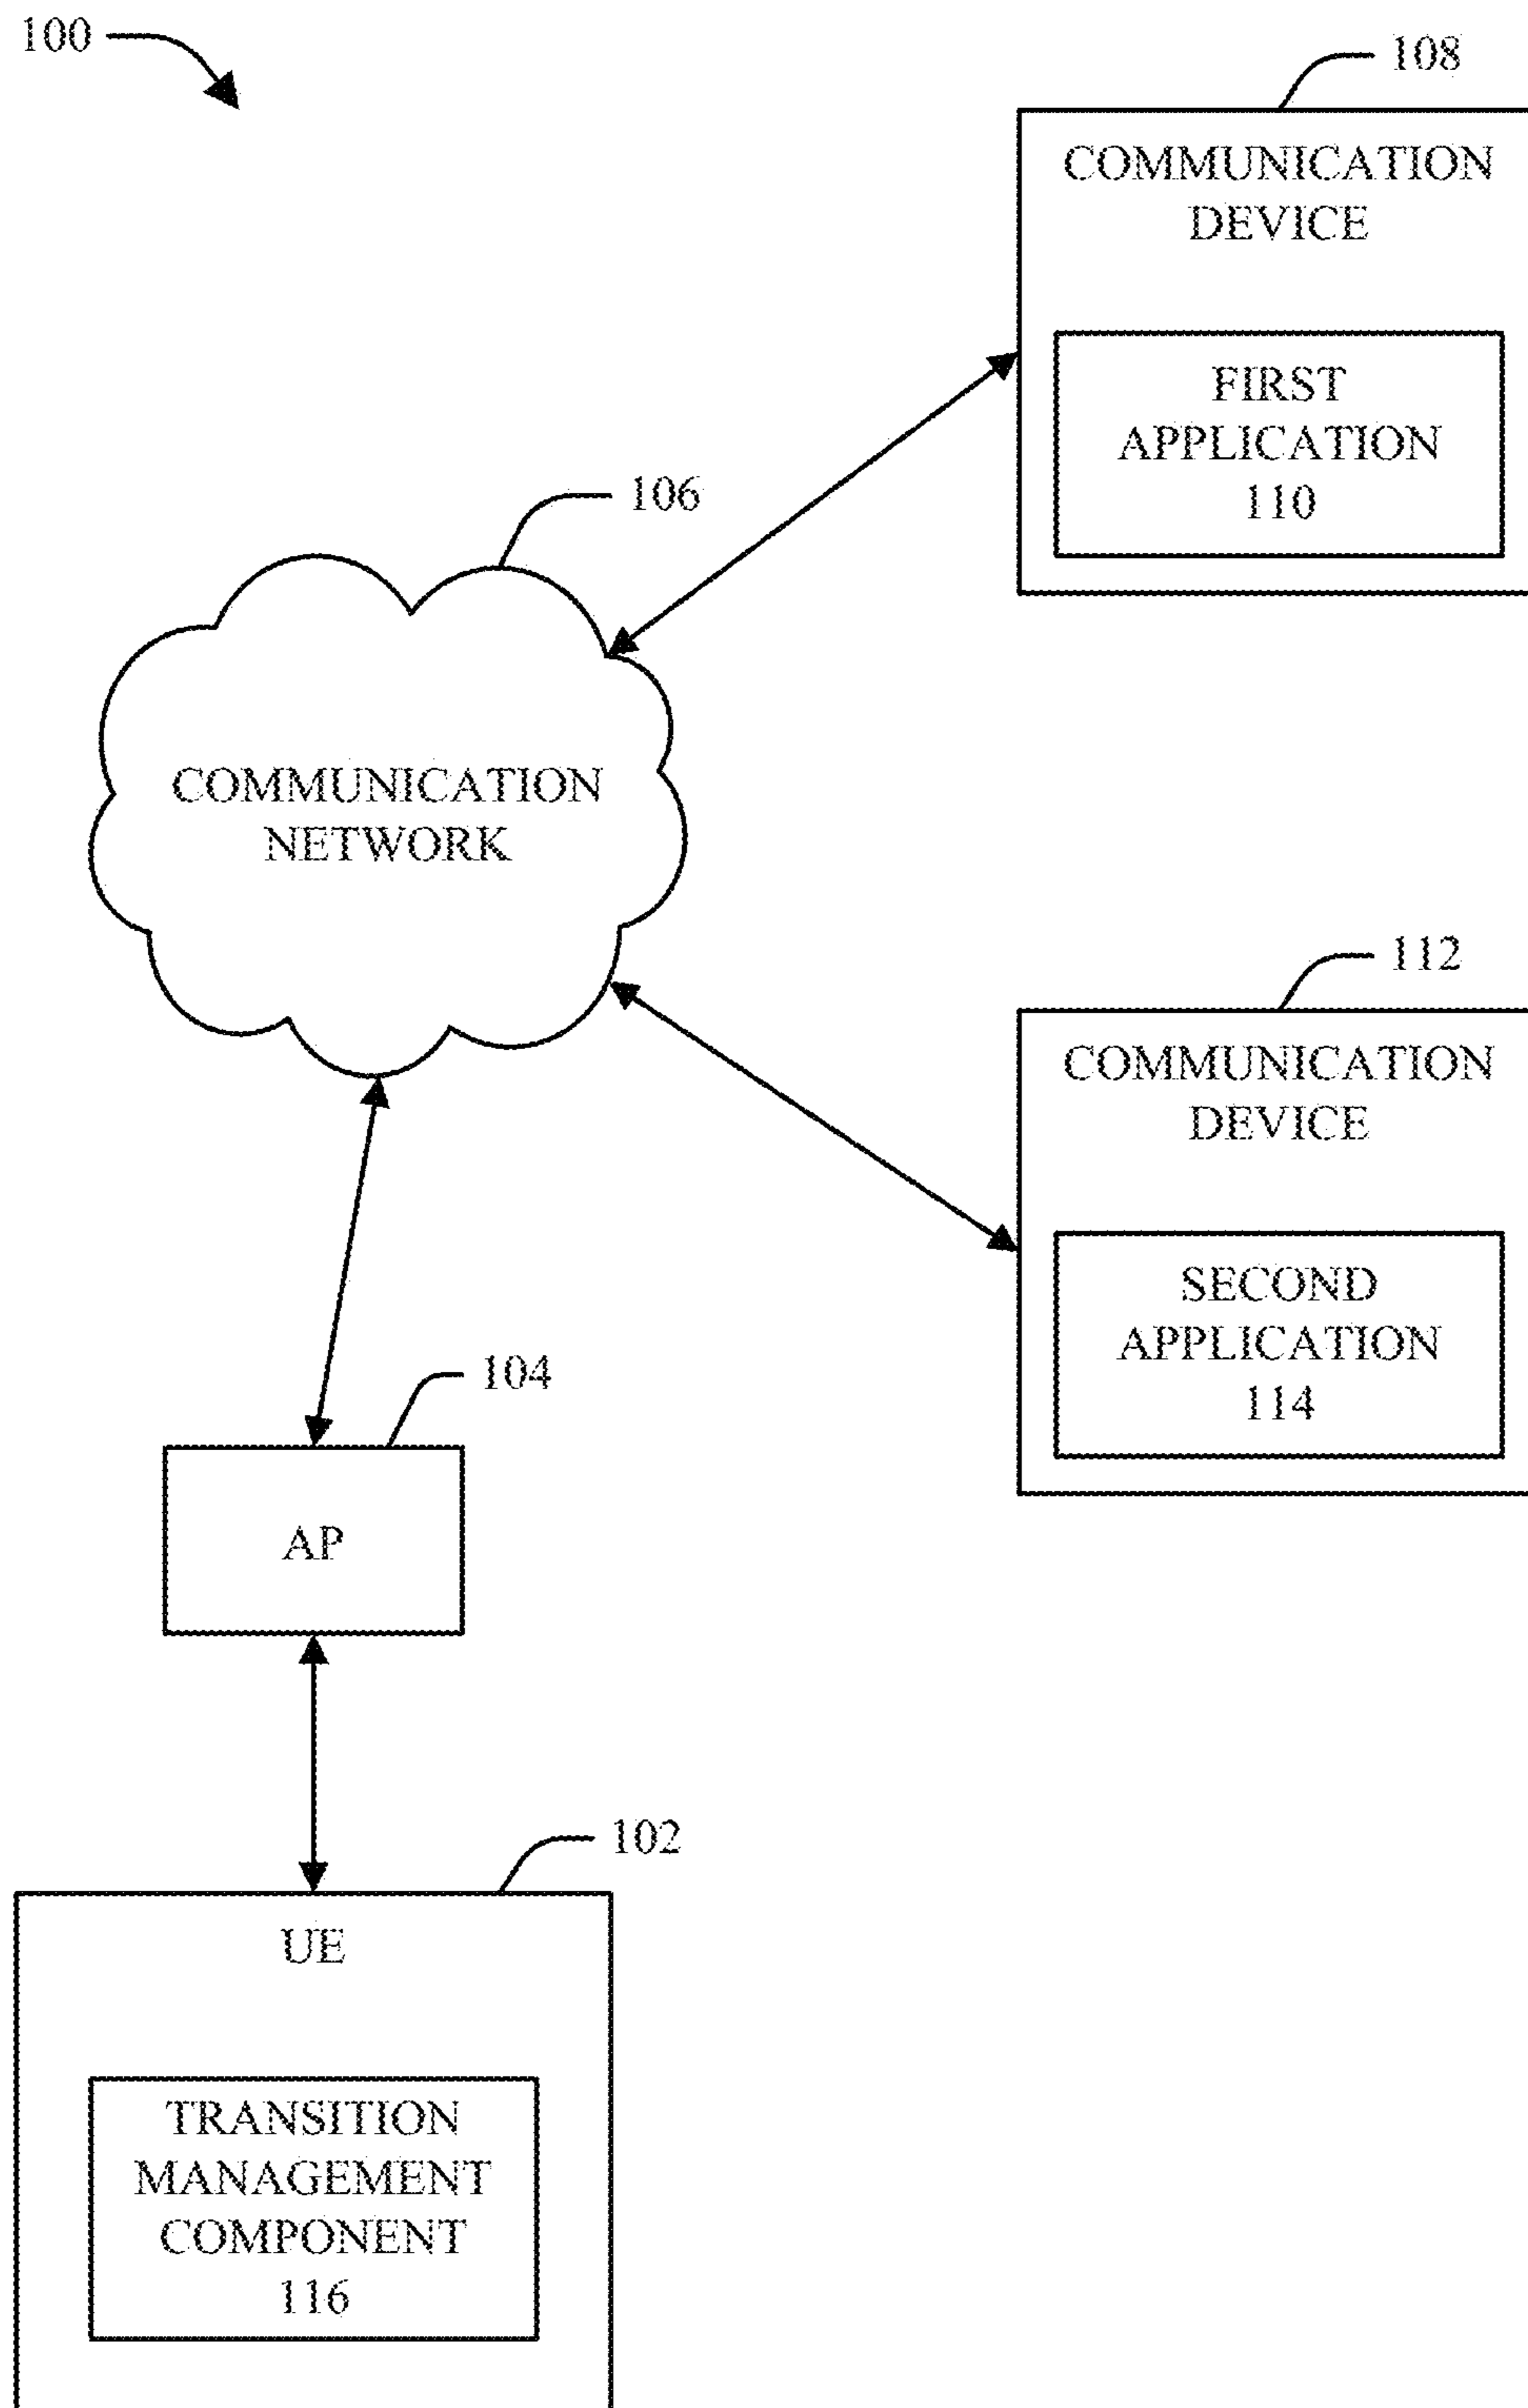 100
108
COMMUNICATION
DEVICE
FIRST
APPLICATION
110
106
COMMUNICATION
NETWORK
112
COMMUNICATION
DEVICE
SECOND
APPLICATION
114
104
AP
102
UE
TRANSITION
MANAGEMENT
COMPONENT
116